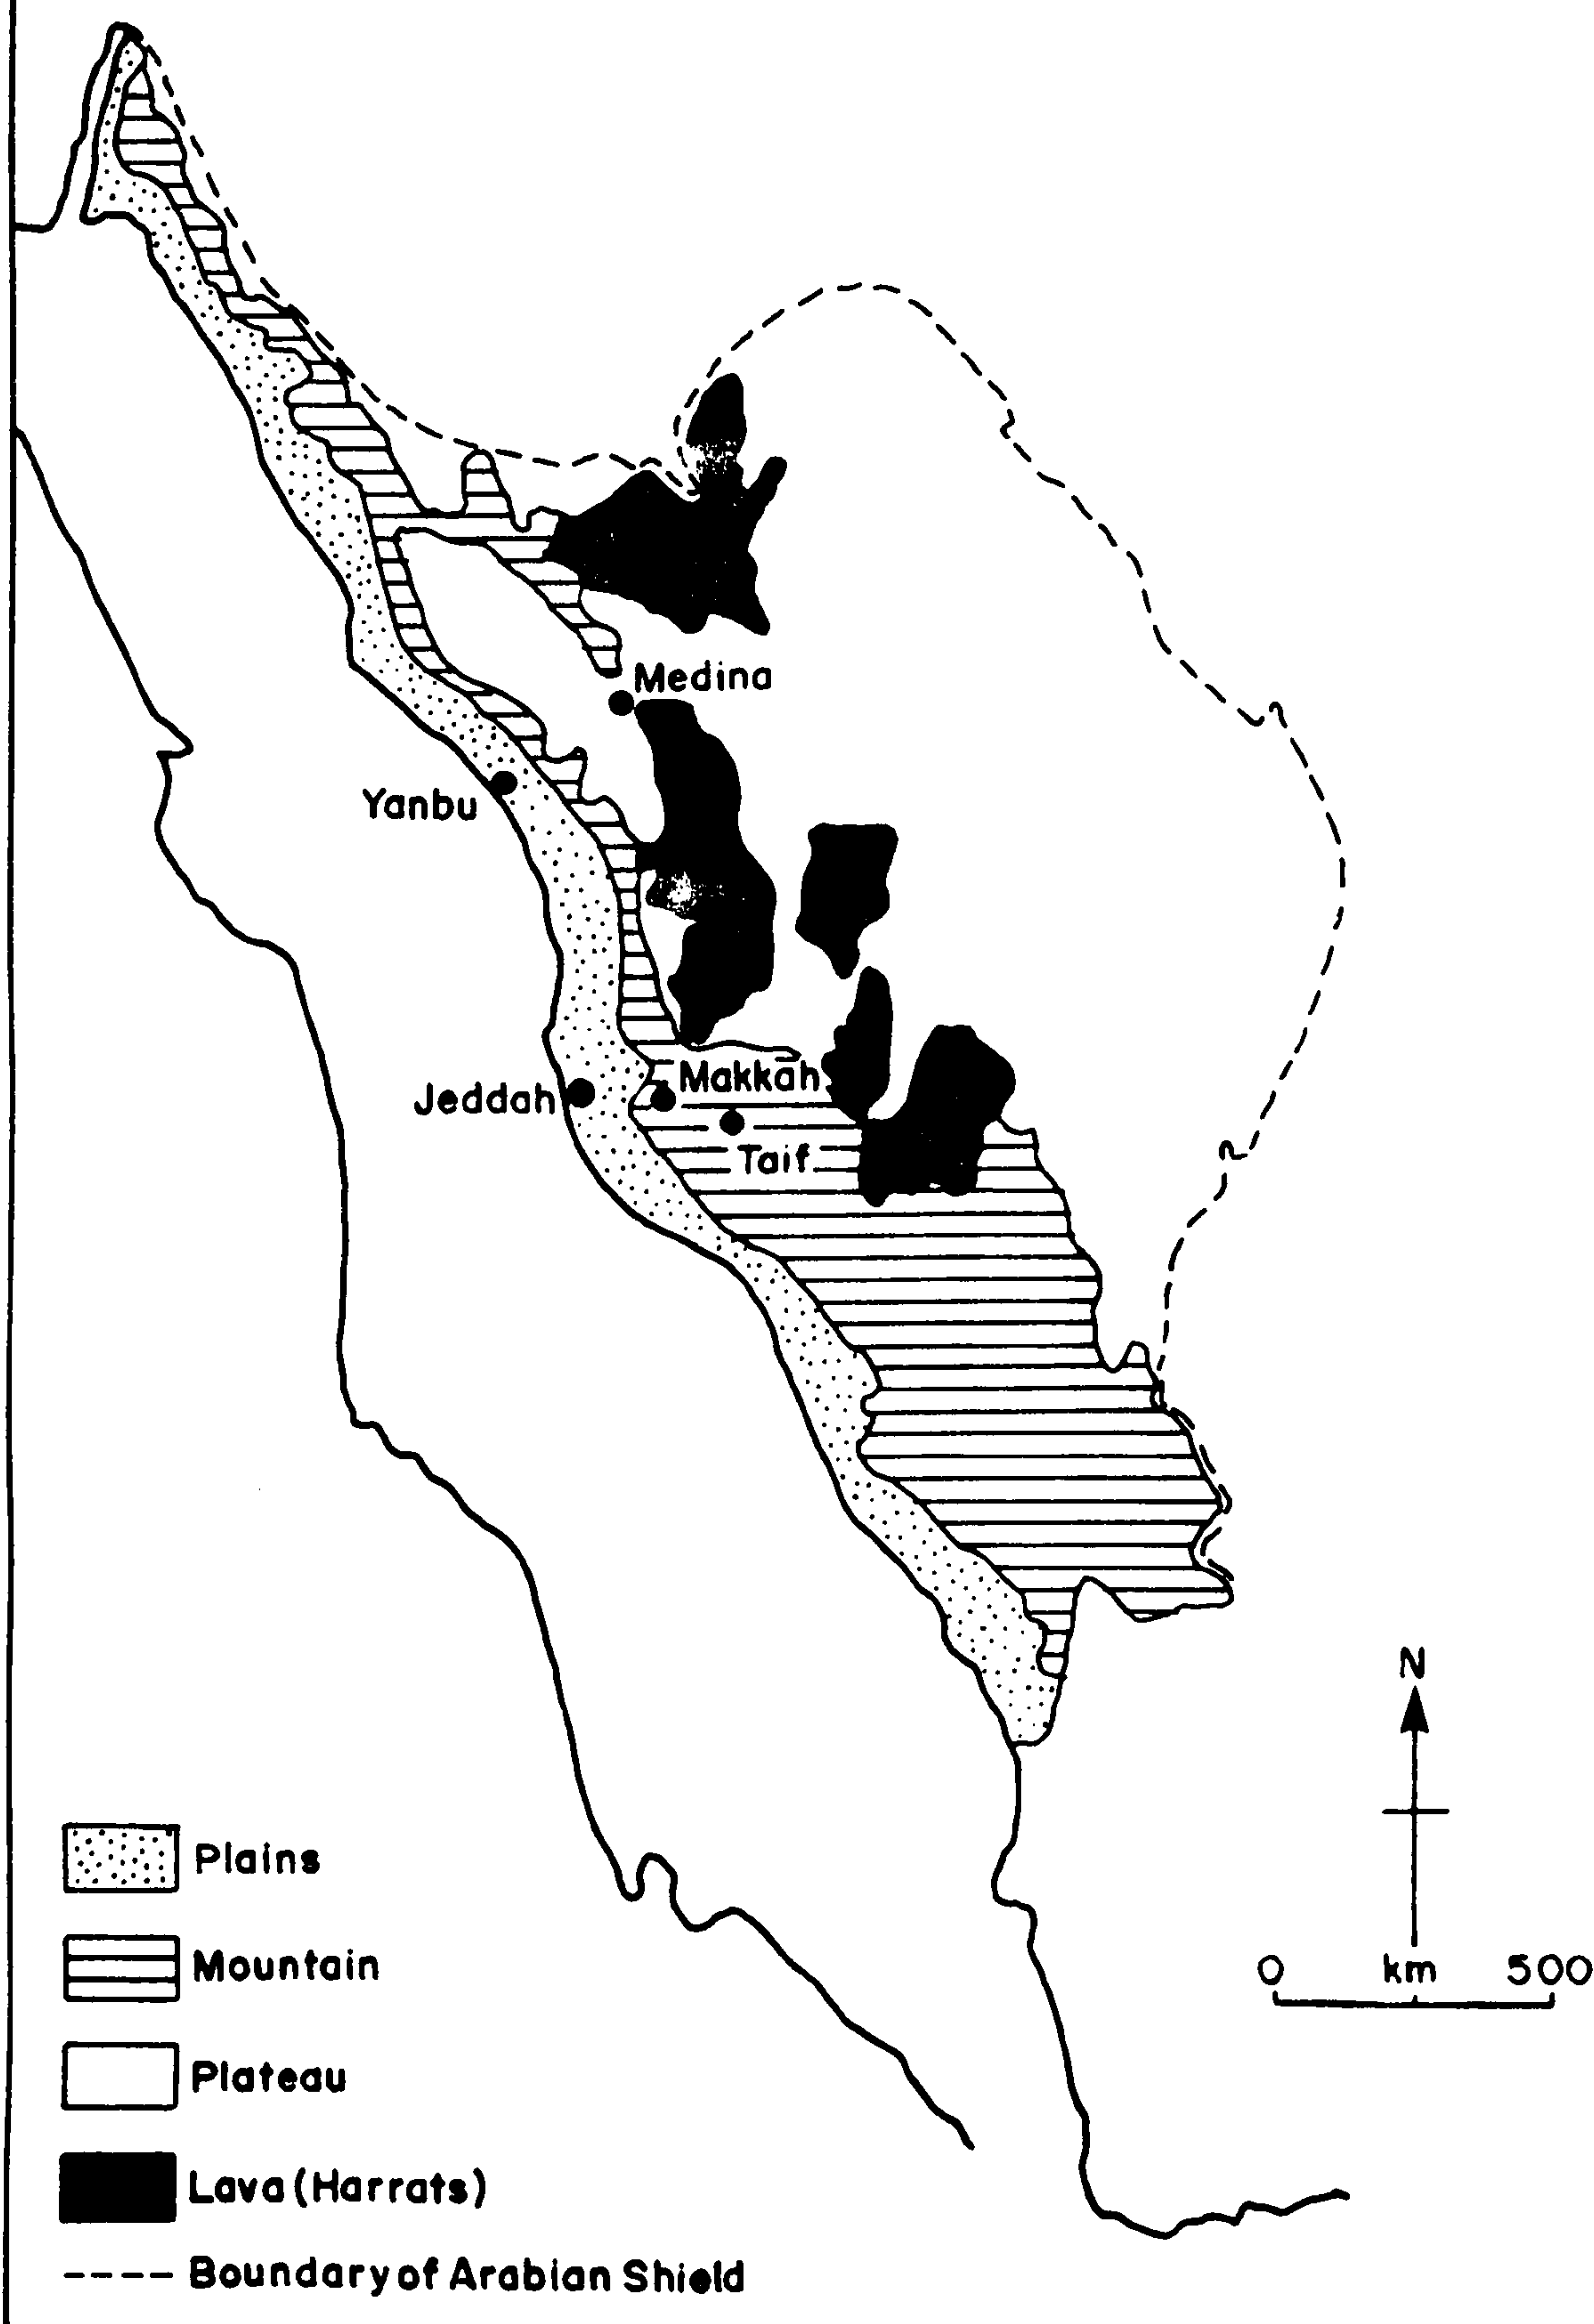 Medina
Yanbu
Makkah
Jeddah
Taif
N
0 km 500
Plains
Mountain
Plateau
Lava (Harrats)
Boundary of Arabian Shield